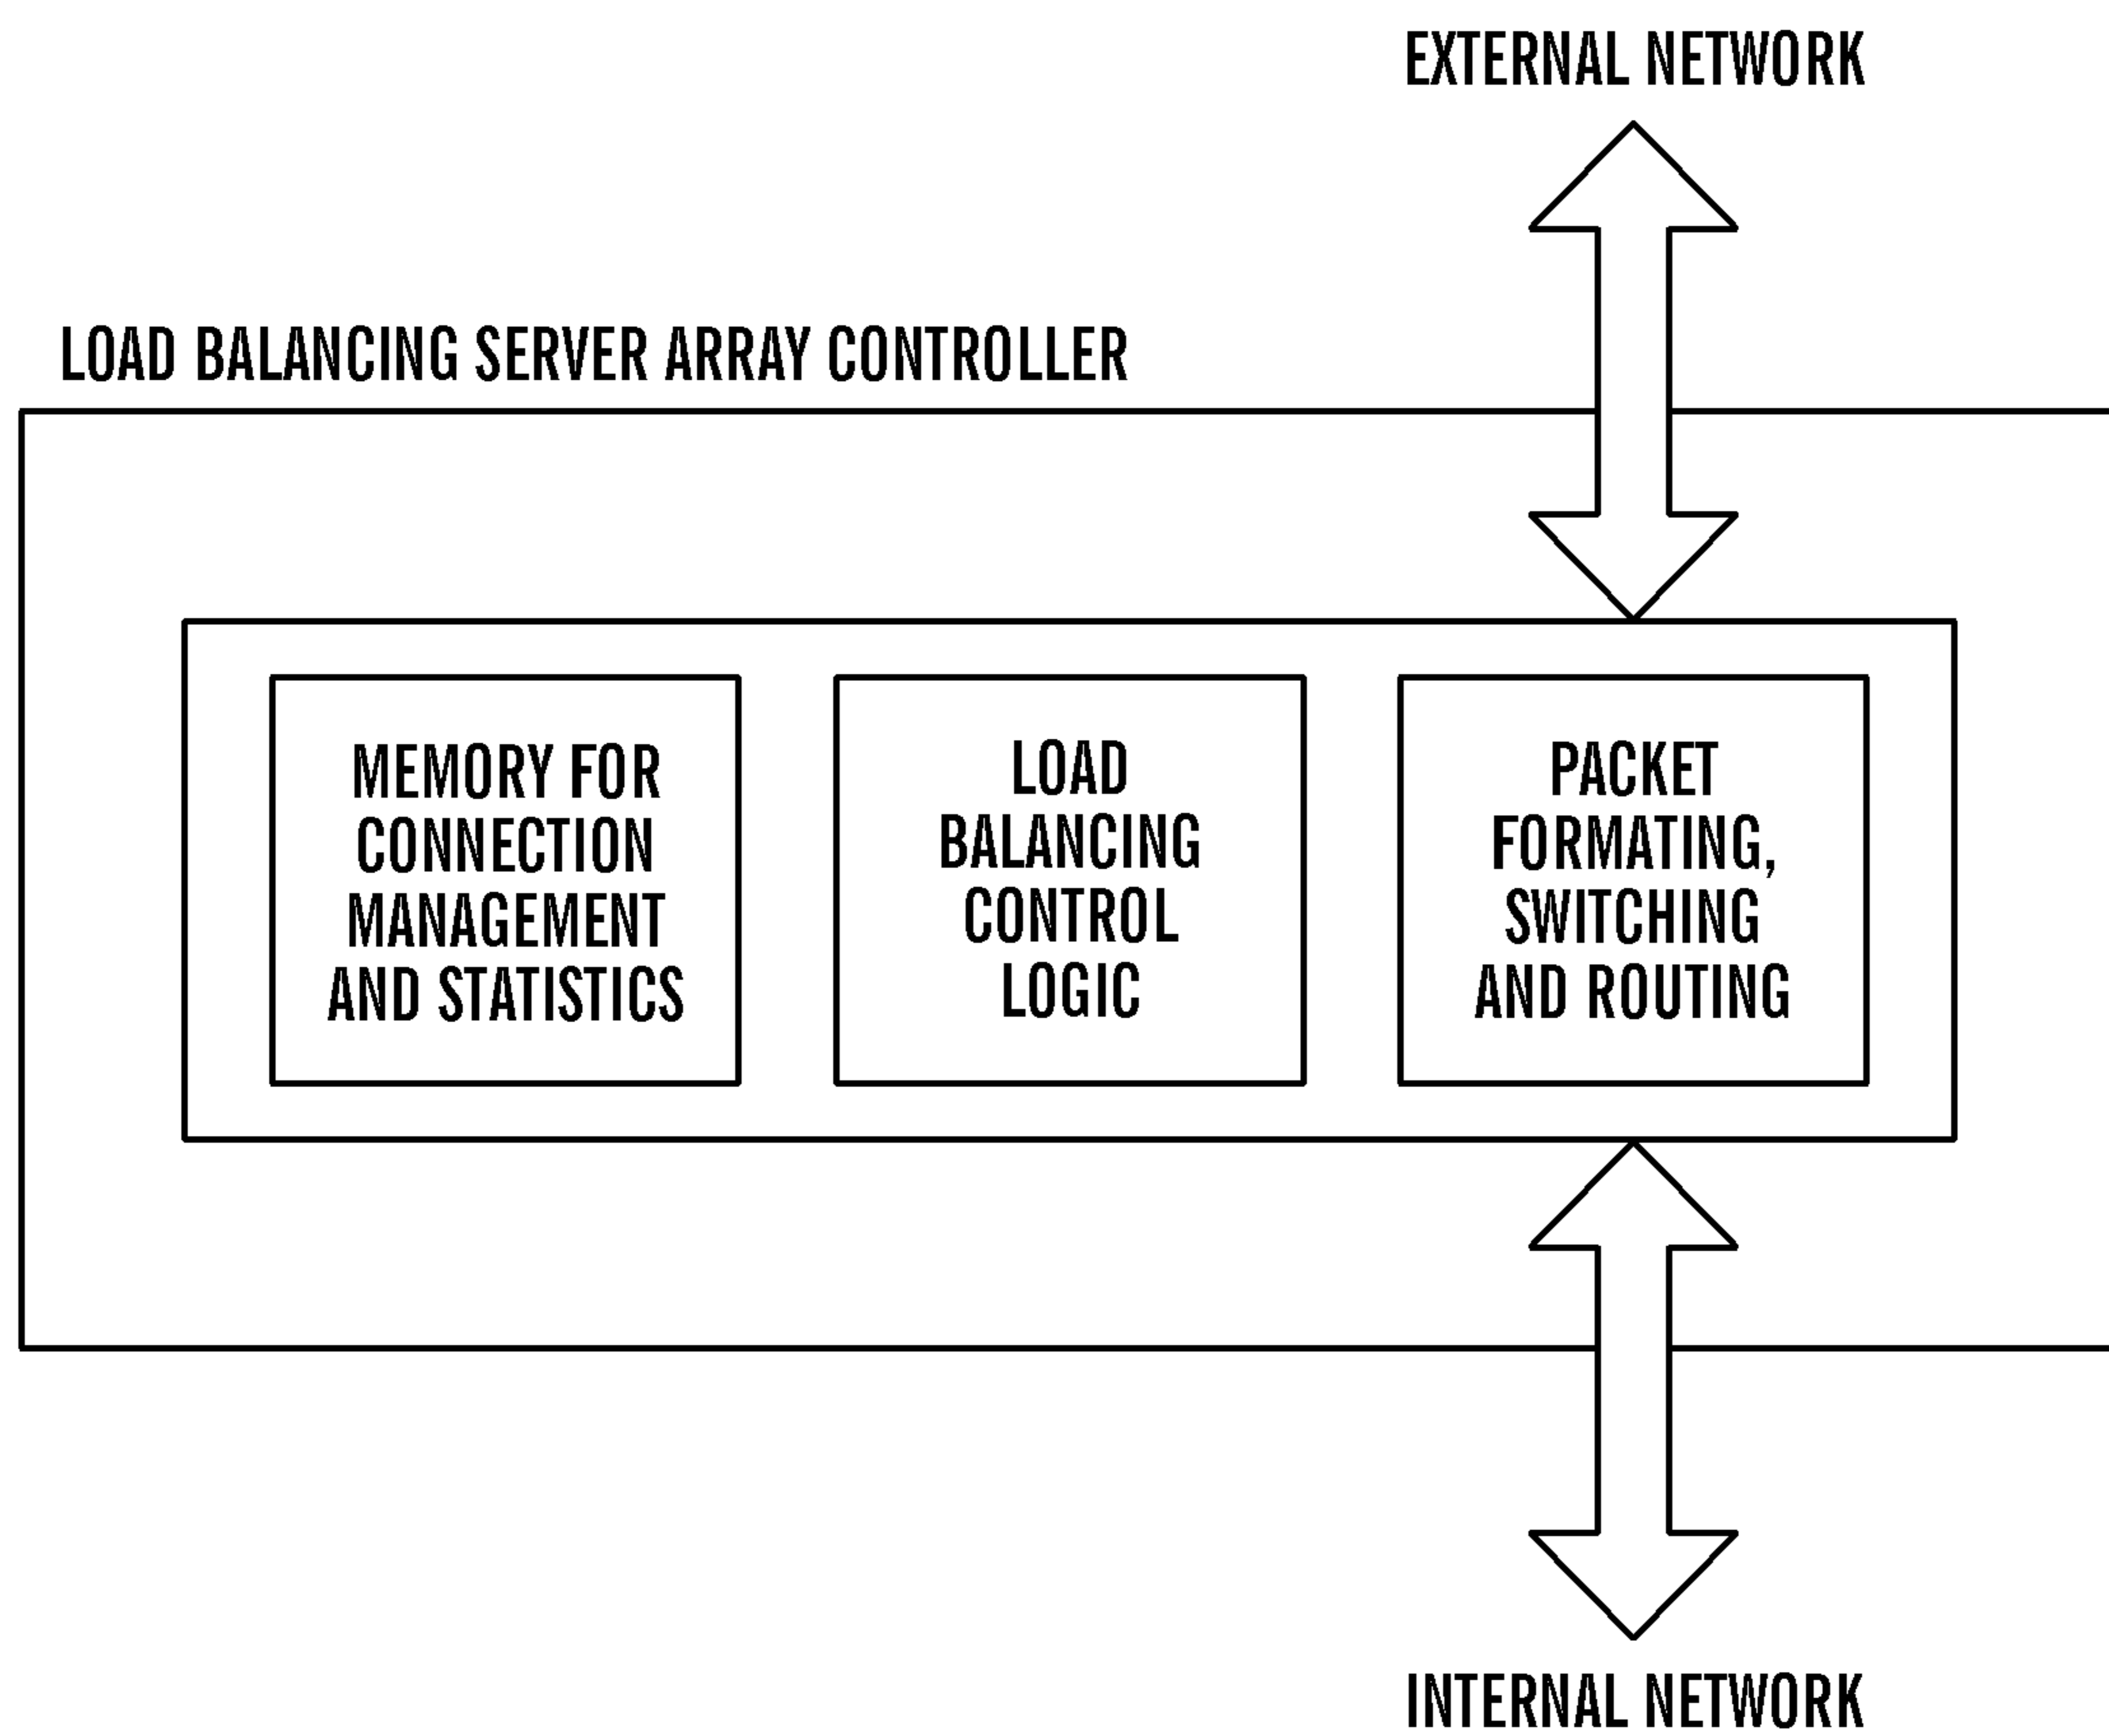 EXTERNAL NETWORK
LOAD BALANCING SERVER ARRAY CONTROLLER
MEMORY FOR
CONNECTION
MANAGEMENT
AND STATISTICS
LOAD
BALANCING
CONTROL
LOGIC
PACKET
FORMATING,
SWITCHING
AND ROUTING
INTERNAL NETWORK